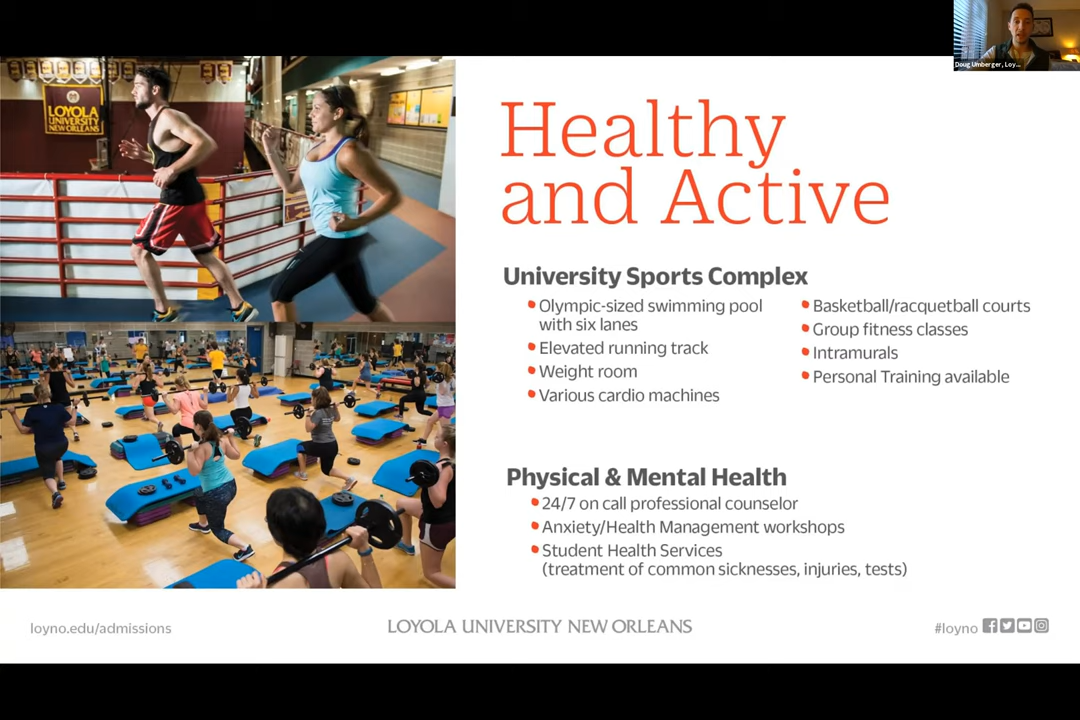 Doug Umberger, Loy...
LOYOLA
UNIVERSITY
NEW ORLEANS
Healthy
and Active
University Sports Complex
Olympic-sized swimming pool
with six lanes
Elevated running track
Weight room
Various cardio machines
Basketball/racquetball courts
Group fitness classes
Intramurals
Personal Training available
Physical & Mental Health
24/7 on call professional counselor
Anxiety/Health Management workshops
Student Health Services
(treatment of common sicknesses, injuries, tests)
loyno.edu/admissions
LOYOLA UNIVERSITY NEW ORLEANS
#loyno